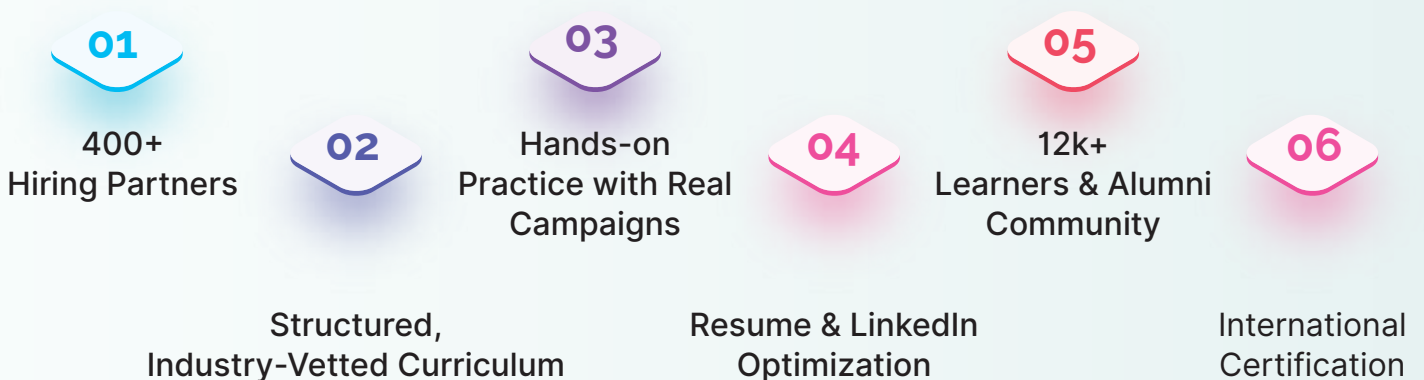 01
400+
Hiring Partners
02
Structured,
Industry-Vetted Curriculum
03
Hands-on
Practice with Real
Campaigns
04
Resume & LinkedIn
Optimization
05
12k+
Learners & Alumni
Community
06
International
Certification